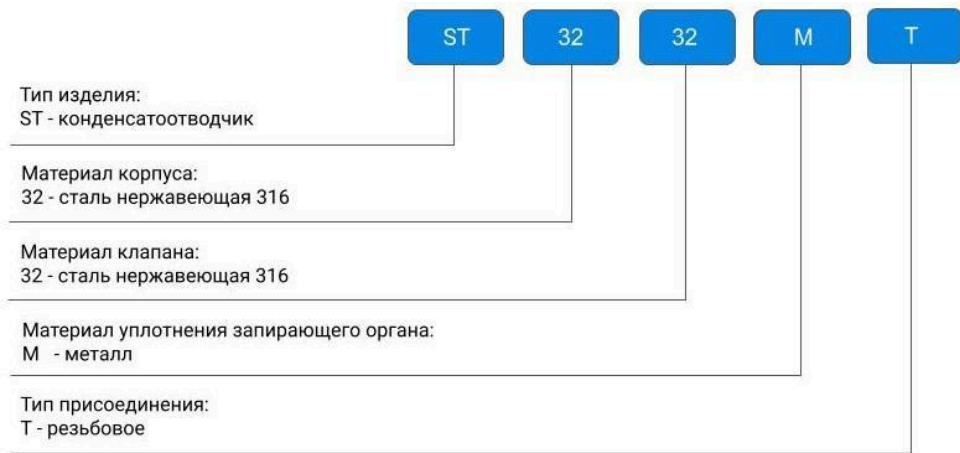 ST 32 32 M T
Тип изделия:
ST - конденсатоотводчик
Материал корпуса:
32 - сталь нержавеющая 316
Материал клапана:
32 - сталь нержавеющая 316
Материал уплотнения запирающего органа:
М - металл
Тип присоединения:
Т - резьбовое